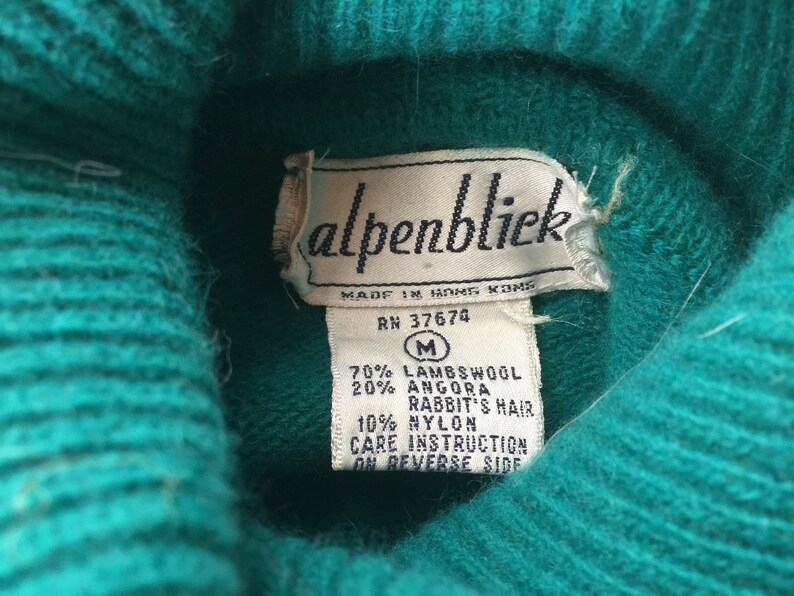 alpenblick
MADE IN HONG KONG
RN 37674
M
70% LAMBSWOOL
20% ANGORA
RABBIT'S HAIR
10% NYLON
CARE INSTRUCTION
ON REVERSE SIDE